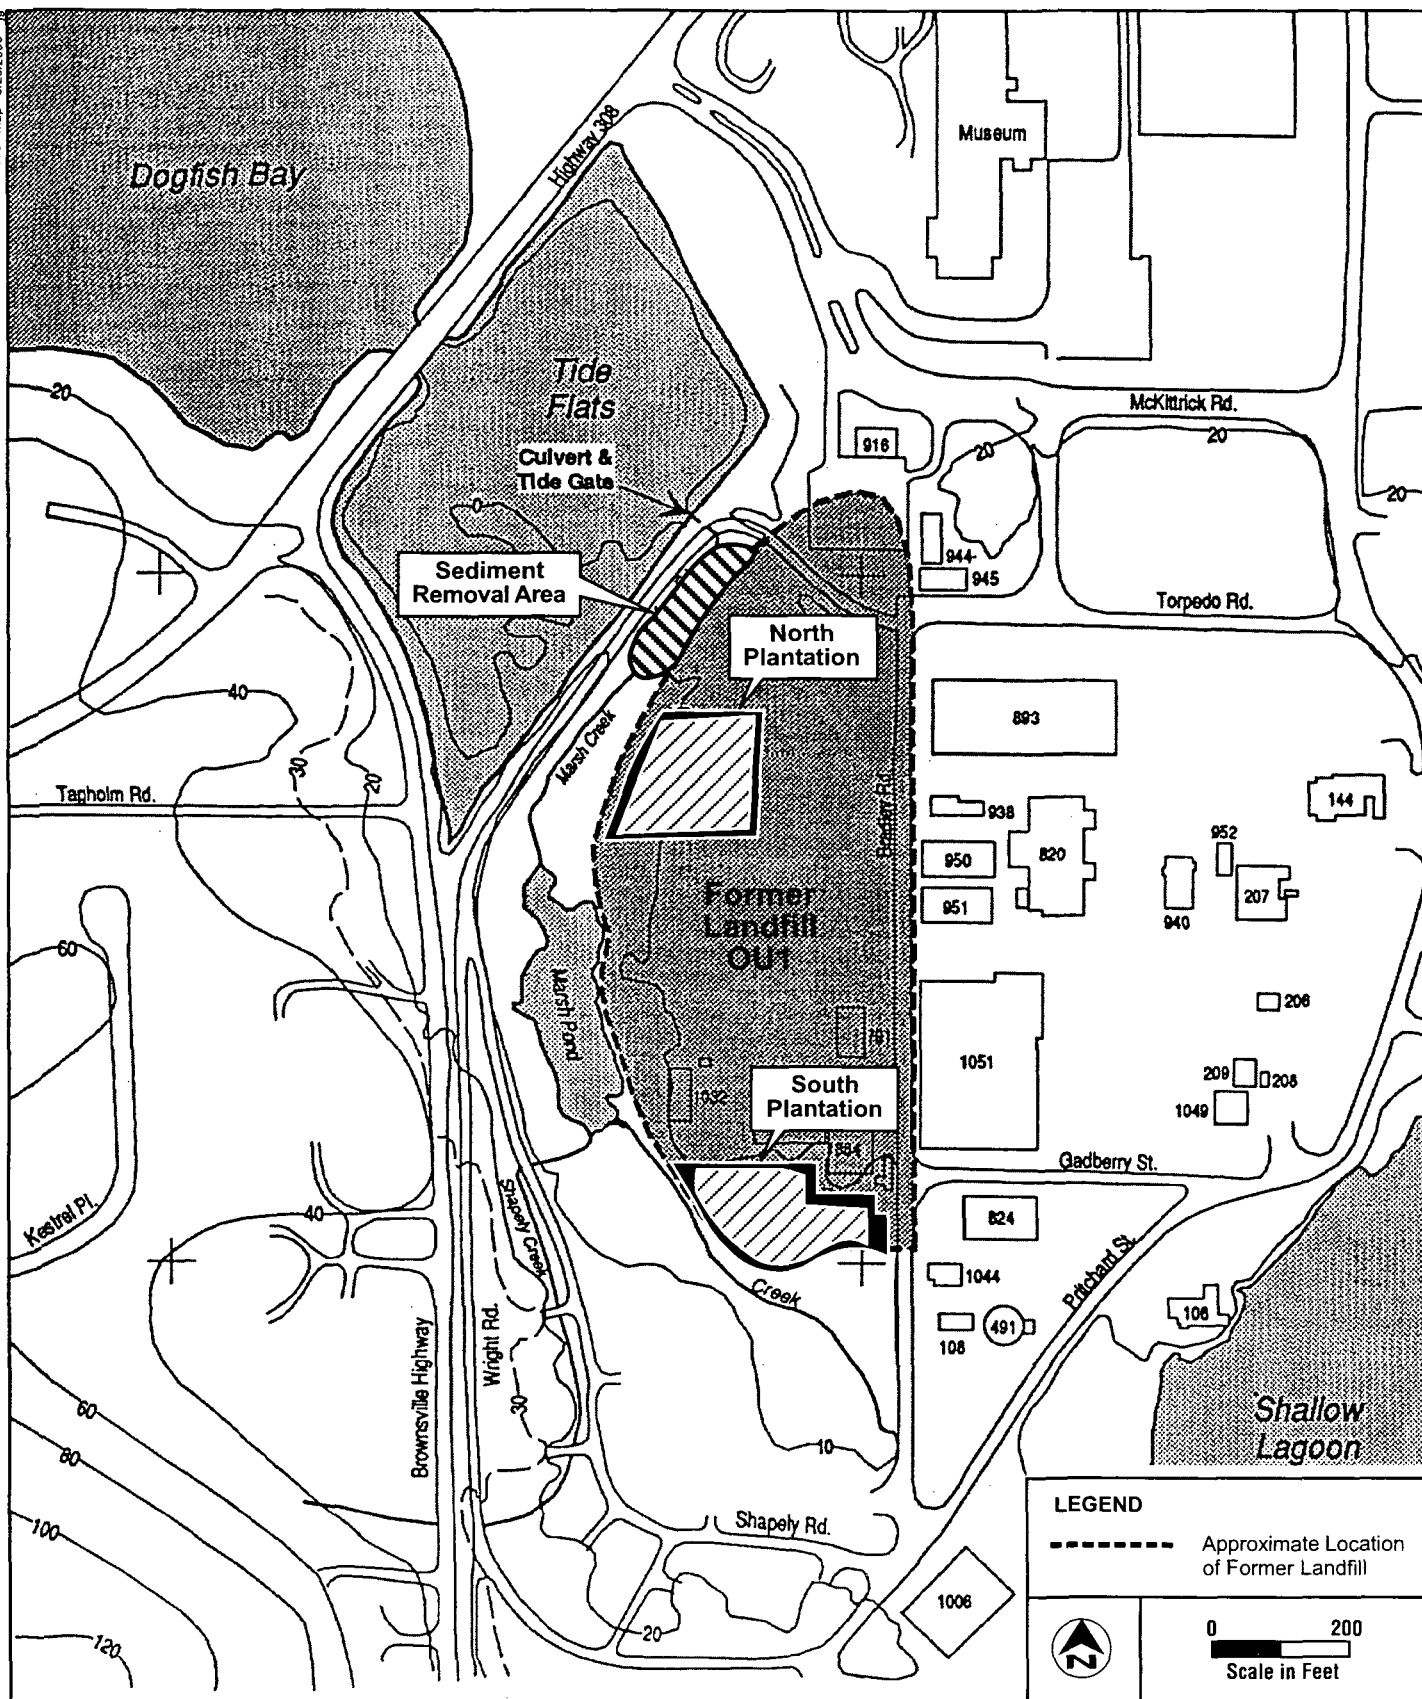 Museum
Highway 308
Dogfish Bay
Tide
Flats
20
McKittrick Rd.
20
916
20
Culvert &
Tide Gate
20
0
944
945
Sediment
Removal Area
Torpedo Rd.
North
Plantation
40
893
Marsh Creek
30
20
Tagholm Rd.
144
938
952
950
820
Former
Landfill
OU1
951
940
207
60
Marsh Pond
206
1051
209
208
1032
South
Plantation
1049
884
Gadberry St.
Kestrel Pl.
40
Shapely Creek
824
Pritchard St.
1044
Creek
106
491
108
Wright Rd.
Brownsville Highway
30
60
Shallow
Lagoon
80
10
LEGEND
100
Shapely Rd.
Approximate Location
of Former Landfill
1006
20
120
N
0 200
Scale in Feet